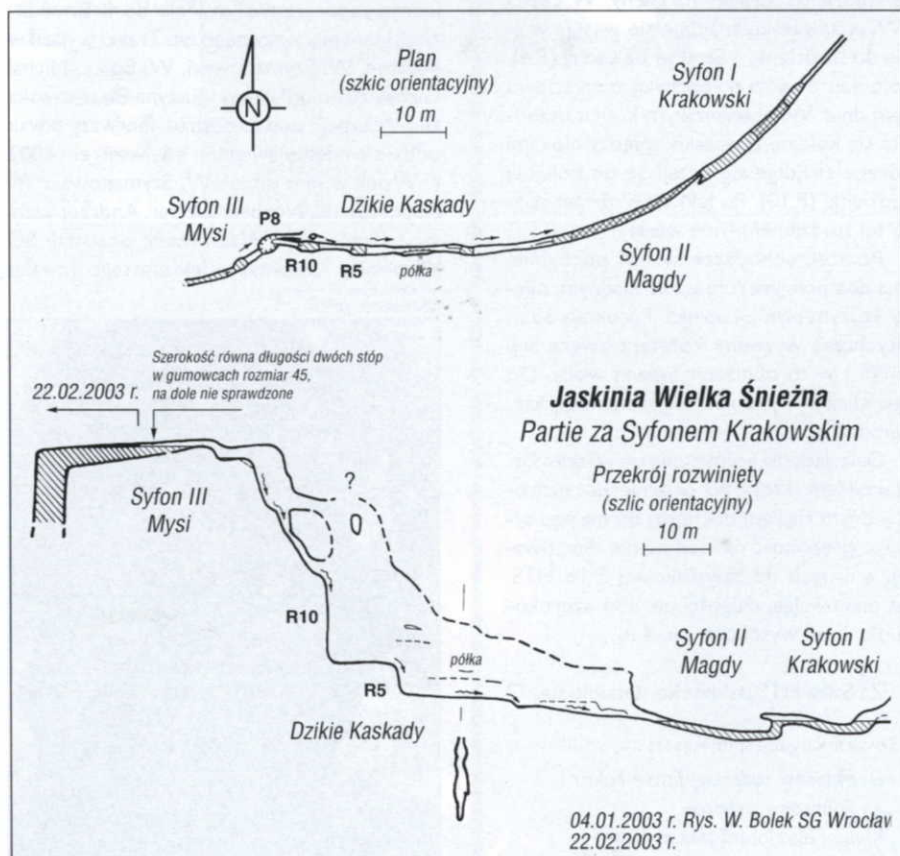 Plan
(szkic orientacyjny)
10 m
N
Syfon I
Krakowski
Syfon III
Mysi
P8
Dzikie Kaskady
R10
R5
półka
Syfon II
Magdy
Szerokość równa długości dwóch stóp
w gumowcach rozmiar 45,
na dole nie sprawdzone
22.02.2003 r.
Jaskinia Wielka Śnieżna
Partie za Syfonem Krakowskim
Przekrój rozwinięty
(szlic orientacyjny)
10 m
Syfon III
Mysi
?
R10
R5
półka
Dzikie Kaskady
Syfon II
Magdy
Syfon I
Krakowski
04.01.2003 r. Rys. W. Bolek SG Wrocław
22.02.2003 r.